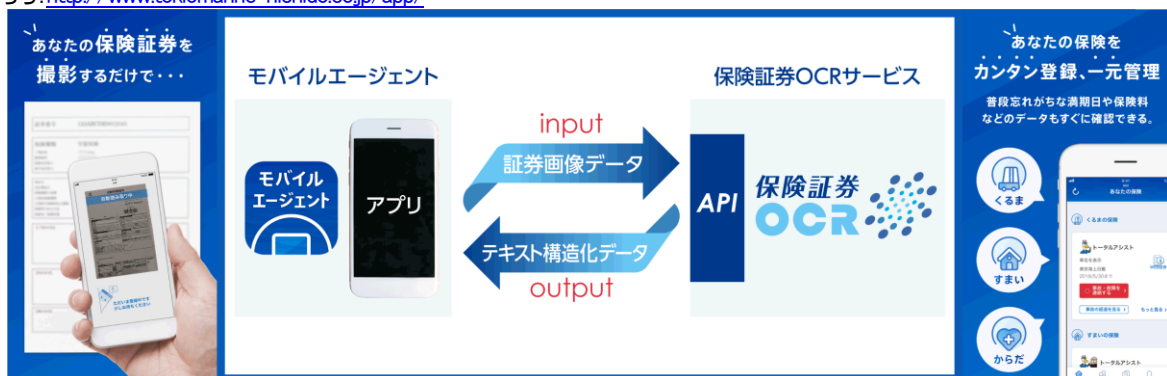 http://www.tokiomarine-nichido.co.jp/app/
あなたの保険証券を
撮影するだけで・・・
モバイルエージェント
モバイル
エージェント
アプリ
input
証券画像データ
テキスト構造化データ
output
保険証券OCRサービス
API
保険証券
OCR
あなたの保険を
カンタン登録、一元管理
普段忘れがちな満期日や保険料
などのデータもすぐに確認できる。
くるま
すまい
からだ
あなたの保険
くるまの保険
トータルアシスト
もっと見る
すまいの保険
トータルアシスト